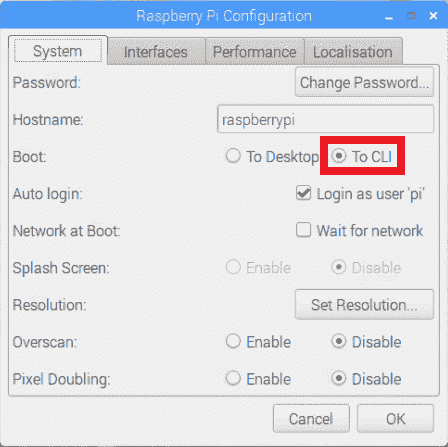 Raspberry Pi Configuration
System Interfaces Performance Localisation
Password: Change Password...
Hostname: raspberrypi
Boot: To Desktop To CLI
Auto login: Login as user 'pi'
Network at Boot: Wait for network
Splash Screen: Enable Disable
Resolution: Set Resolution...
Overscan: Enable Disable
Pixel Doubling: Enable Disable
Cancel OK